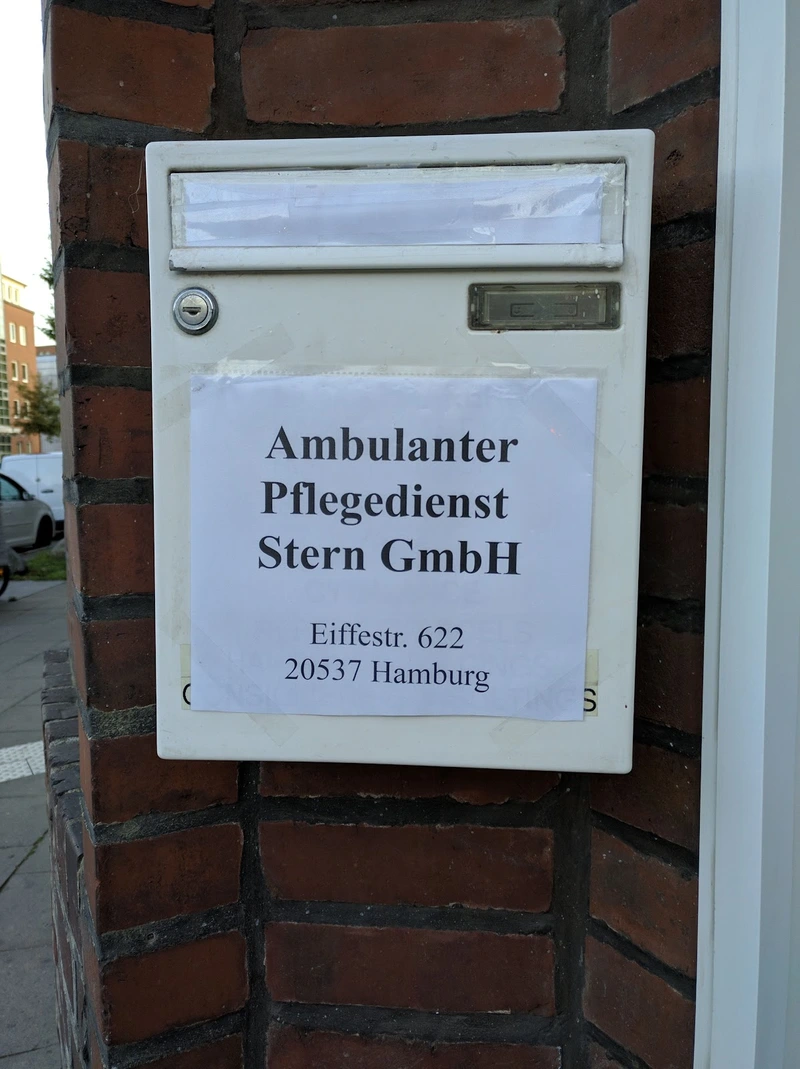 Ambulanter
Pflegedienst
Stern GmbH
Eiffestr. 622
20537 Hamburg